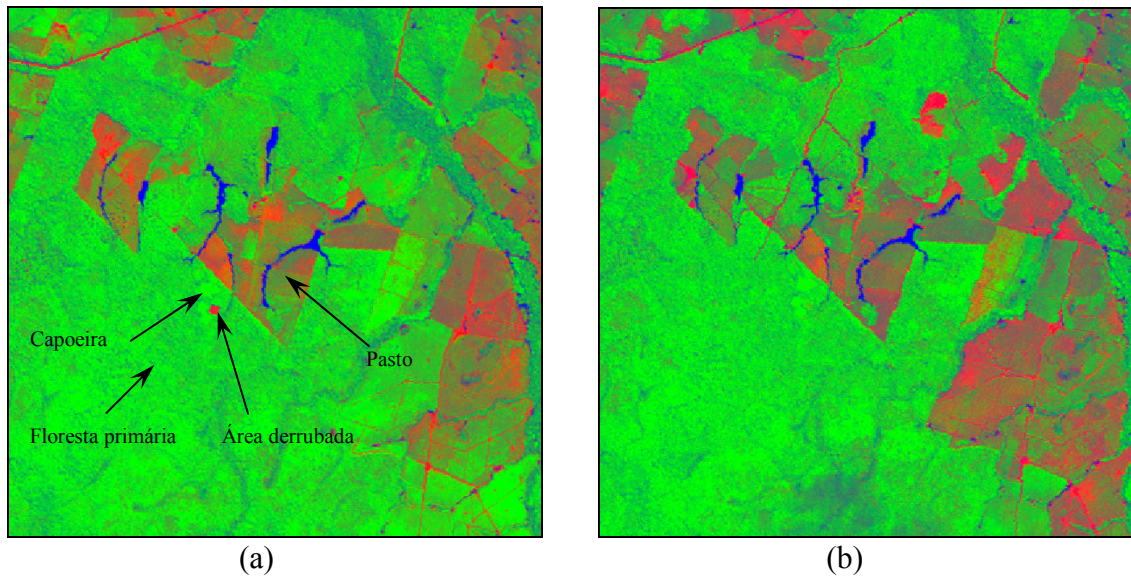 Capoeira
Pasto
Floresta primária
Área derrubada
(a)
(b)